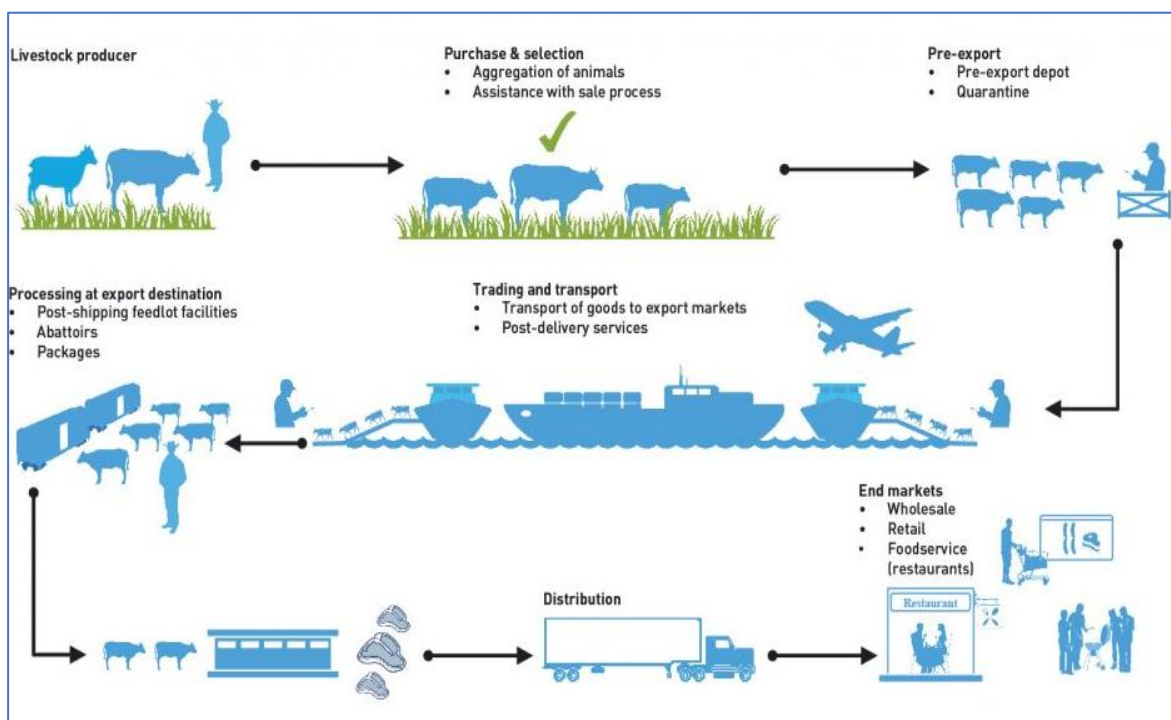 Livestock producer
Purchase & selection
• Aggregation of animals
• Assistance with sale process
Pre-export
• Pre-export depot
• Quarantine
Processing at export destination
• Post-shipping feedlot facilities
• Abattoirs
• Packages
Trading and transport
• Transport of goods to export markets
• Post-delivery services
End markets
• Wholesale
• Retail
• Foodservice
(restaurants)
Restaurant
Distribution